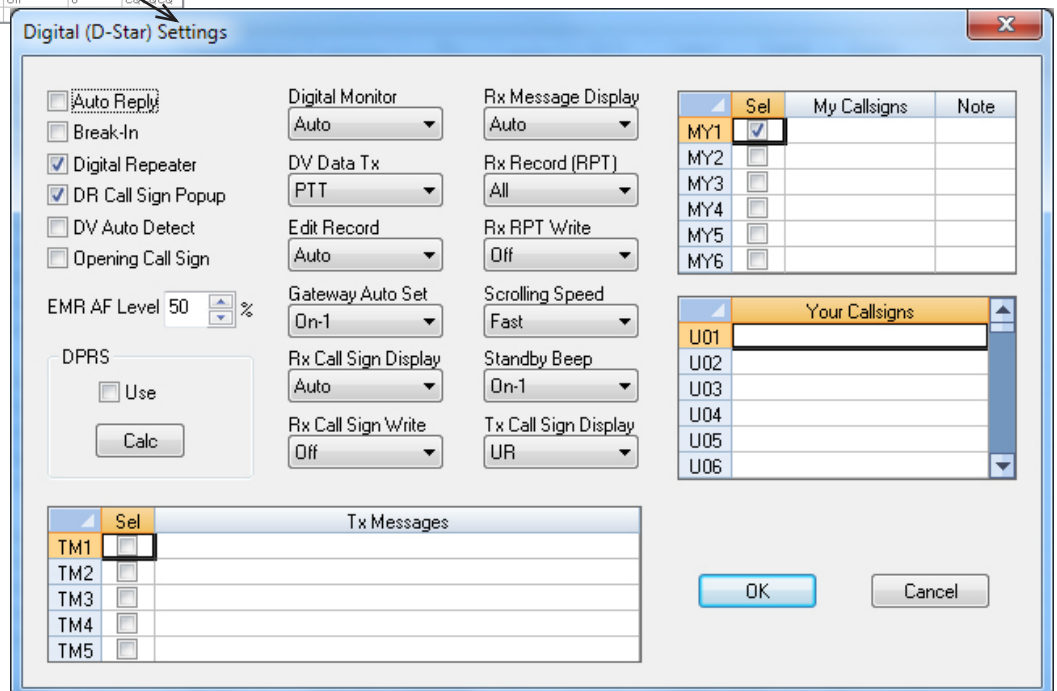 Digital (D-Star) Settings
Auto Reply
Break-In
Digital Repeater
DR Call Sign Popup
DV Auto Detect
Opening Call Sign
EMR AF Level 50 %
DPRS
Use
Calc
Digital Monitor
Auto
DV Data Tx
PTT
Edit Record
Auto
Gateway Auto Set
On-1
Rx Call Sign Display
Auto
Rx Call Sign Write
Off
Rx Message Display
Auto
Rx Record (RPT)
All
Rx RPT Write
Off
Scrolling Speed
Fast
Standby Beep
On-1
Tx Call Sign Display
UR
Sel My Callsigns Note
MY1
MY2
MY3
MY4
MY5
MY6
Your Callsigns
U01
U02
U03
U04
U05
U06
Sel Tx Messages
TM1
TM2
TM3
TM4
TM5
OK
Cancel